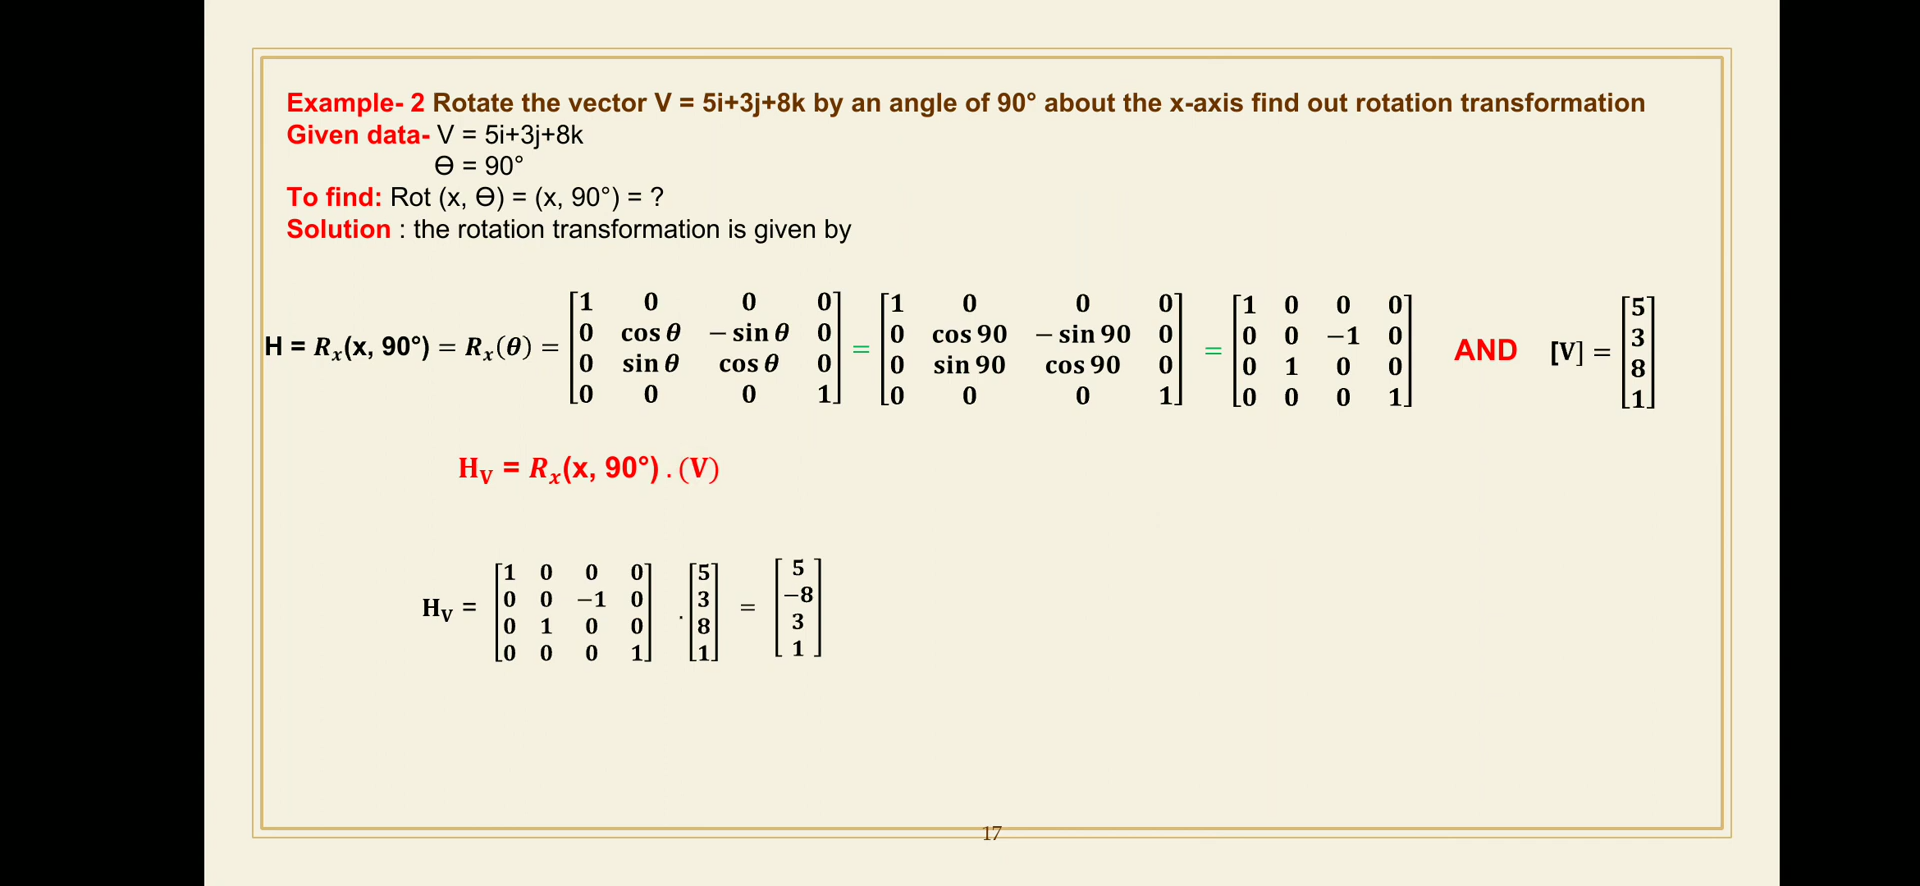 Example- 2 Rotate the vector V = 5i+3j+8k by an angle of 90° about the x-axis find out rotation transformation
Given data- V = 5i+3j+8k
Ɵ = 90°
To find: Rot (x, Ɵ) = (x, 90°) = ?
Solution : the rotation transformation is given by
H = Rₓ(x, 90°) = Rₓ(θ) = [1 0 0 0; 0 cos θ − sin θ 0; 0 sin θ cos θ 0; 0 0 0 1] = [1 0 0 0; 0 cos 90 − sin 90 0; 0 sin 90 cos 90 0; 0 0 0 1] = [1 0 0 0; 0 0 −1 0; 0 1 0 0; 0 0 0 1] AND [V] = [5; 3; 8; 1]
H_V = Rₓ(x, 90°) . (V)
H_V = [1 0 0 0; 0 0 −1 0; 0 1 0 0; 0 0 0 1] . [5; 3; 8; 1] = [5; −8; 3; 1]
17